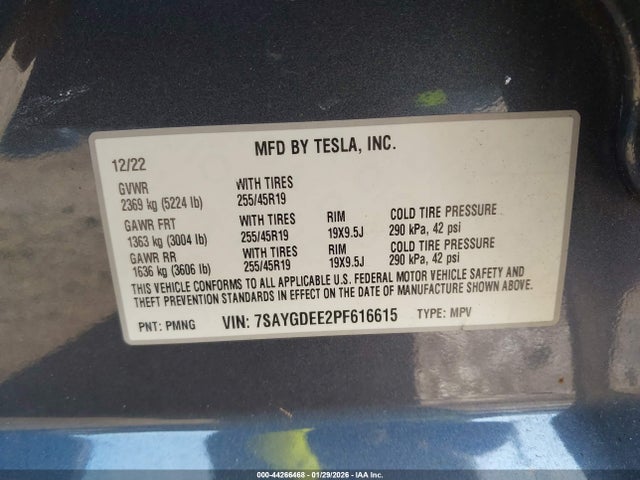 MFD BY TESLA, INC.
12/22
GVWR WITH TIRES
2369 kg (5224 lb) 255/45R19
GAWR FRT WITH TIRES RIM COLD TIRE PRESSURE
1363 kg (3004 lb) 255/45R19 19X9.5J 290 kPa, 42 psi
GAWR RR WITH TIRES RIM COLD TIRE PRESSURE
1636 kg (3606 lb) 255/45R19 19X9.5J 290 kPa, 42 psi
THIS VEHICLE CONFORMS TO ALL APPLICABLE U.S. FEDERAL MOTOR VEHICLE SAFETY AND
THEFT PREVENTION STANDARDS IN EFFECT ON THE DATE OF MANUFACTURE SHOWN ABOVE.
PNT: PMNG VIN: 7SAYGDEE2PF616615 TYPE: MPV
000-44266468 - 01/29/2026 - IAA Inc.